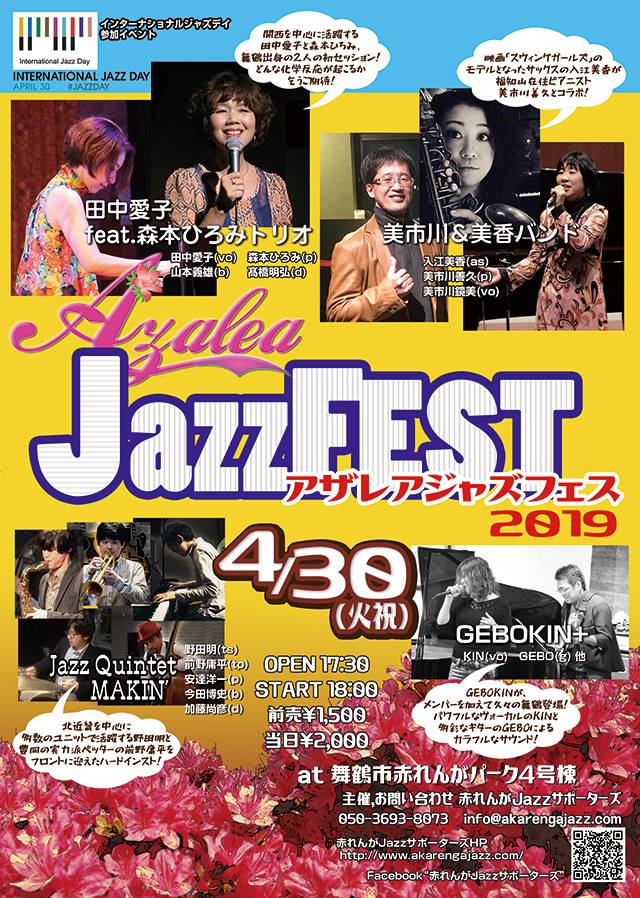 International Jazz Day
インターナショナルジャズデイ
参加イベント
INTERNATIONAL JAZZ DAY
APRIL 30 #JAZZDAY
関西を中心に活躍する
田中愛子と森本ひろみ,
舞鶴出身の2人の初セッション!
どんな化学反応が起こるか
をうご期待!
映画「スウィングガールズ」の
モデルとなったサックスの入江美香が
福知山在住ピアニスト
美市川善久とコラボ!
田中愛子
feat.森本ひろみトリオ
田中愛子(vo) 森本ひろみ(p)
山本義雄(b) 髙橋明弘(d)
美市川&美香バンド
入江美香(as)
美市川善久(p)
美市川鏡美(vo)
Azalea
JazzFEST
アザレアジャズフェス
2019
4/30
(火祝)
Jazz Quintet
MAKIN'
野田明(ts)
前野庸平(tp)
安達洋一(p)
今田博史(b)
加藤尚彦(d)
OPEN 17:30
START 18:00
前売¥1,500
当日¥2,000
GEBOKIN+
KIN(vo) GEBO(g) 他
GEBOKINが,
メンバーを加えて久々の舞鶴登場!
パワフルなヴォーカルのKINと
多彩なギターのGEBOによる
カラフルなサウンド!
北近畿を中心に
多数のユニットで活躍する野田明と
豊岡の実力派ペッターの前野庸平を
フロントに迎えたハードインスト!
at 舞鶴市赤れんがパーク4号棟
主催,お問い合わせ 赤れんがJazzサポーターズ
050-3693-8073 info@akarengajazz.com
赤れんがJazzサポーターズHP
http://www.akarengajazz.com/
Facebook"赤れんがJazzサポーターズ"